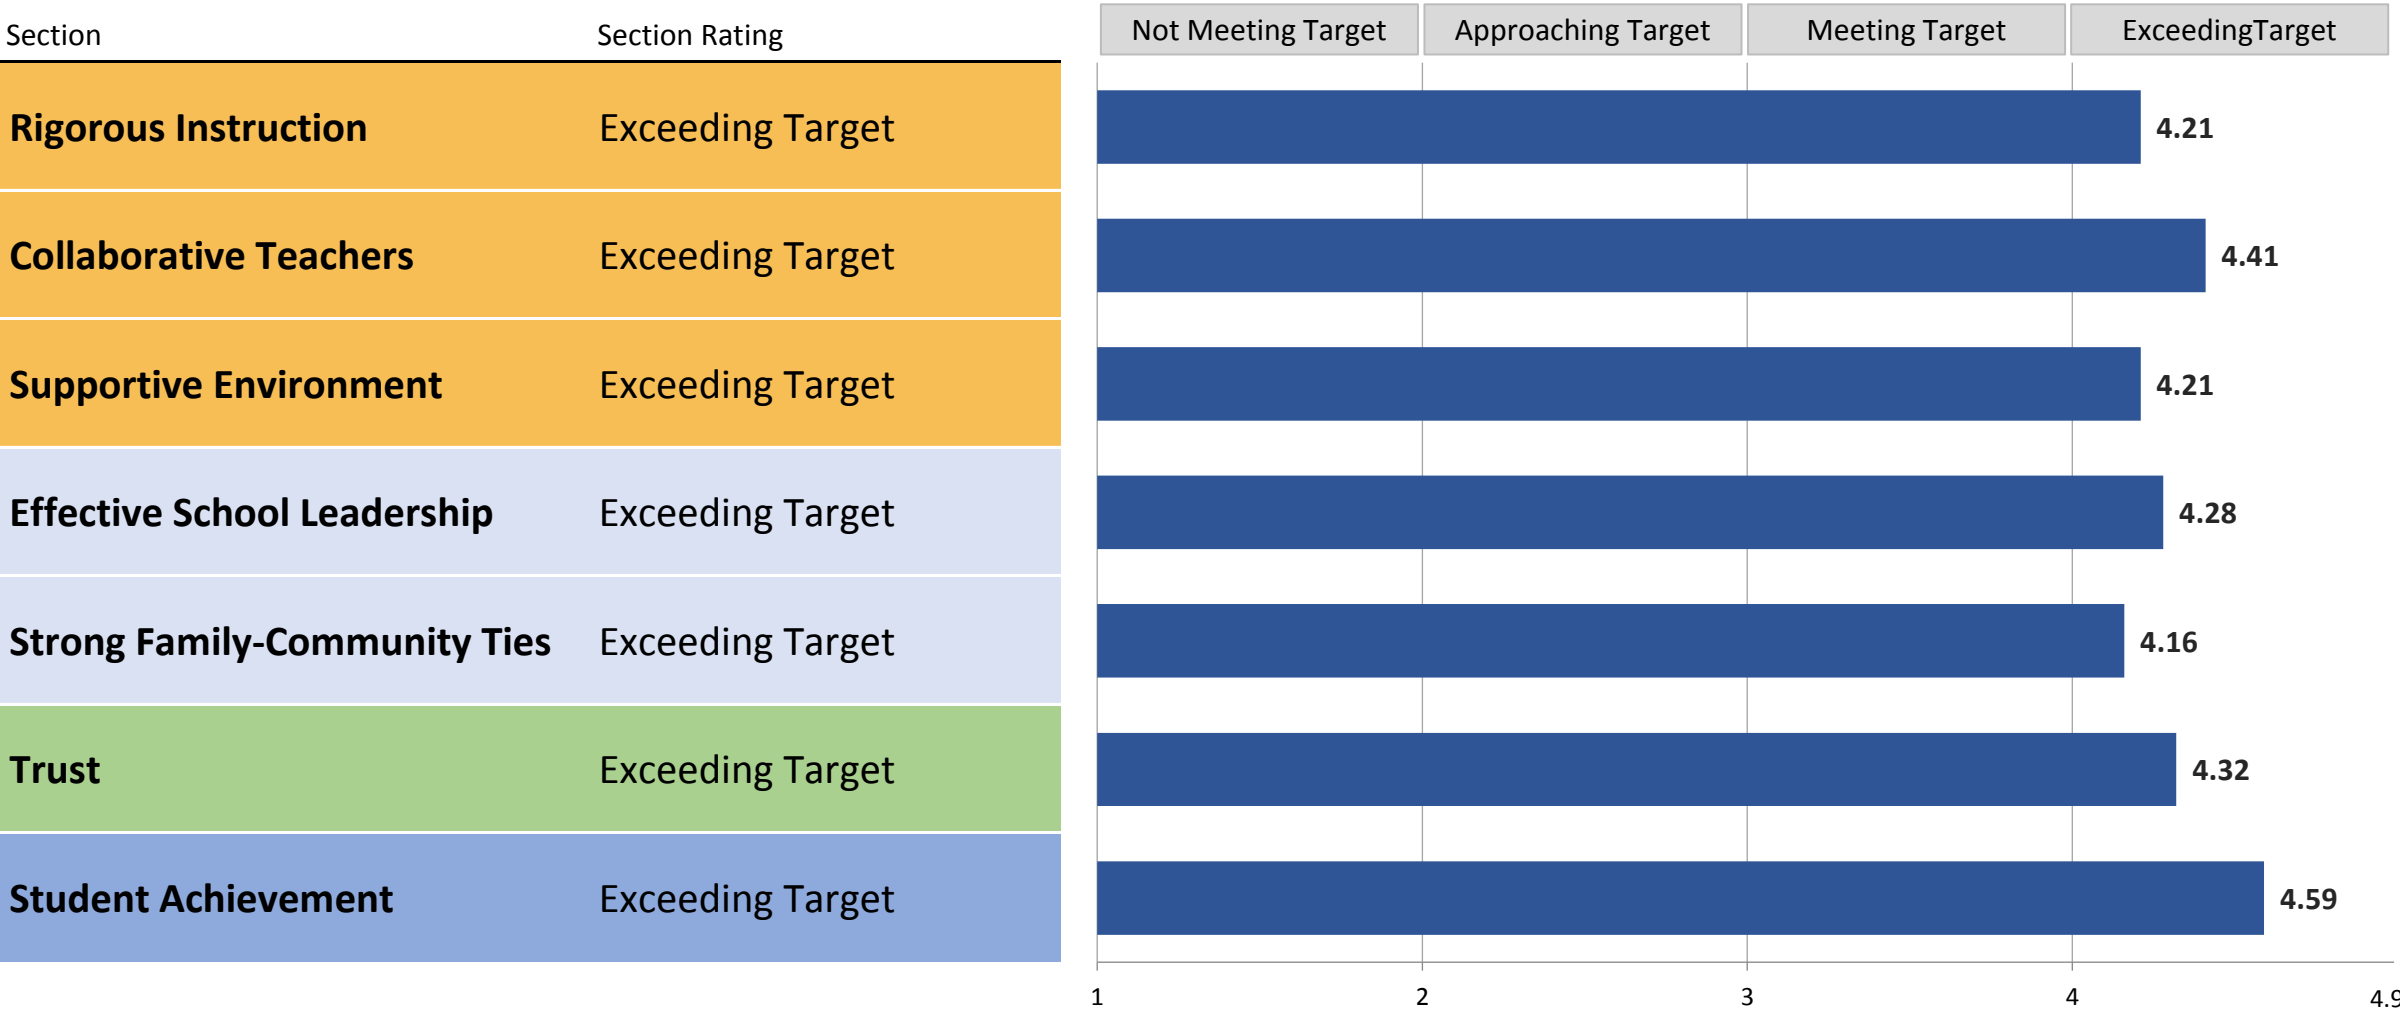 Section Section Rating Not Meeting Target Approaching Target Meeting Target ExceedingTarget
Rigorous Instruction Exceeding Target 4.21
Collaborative Teachers Exceeding Target 4.41
Supportive Environment Exceeding Target 4.21
Effective School Leadership Exceeding Target 4.28
Strong Family-Community Ties Exceeding Target 4.16
Trust Exceeding Target 4.32
Student Achievement Exceeding Target 4.59
1 2 3 4 4.9